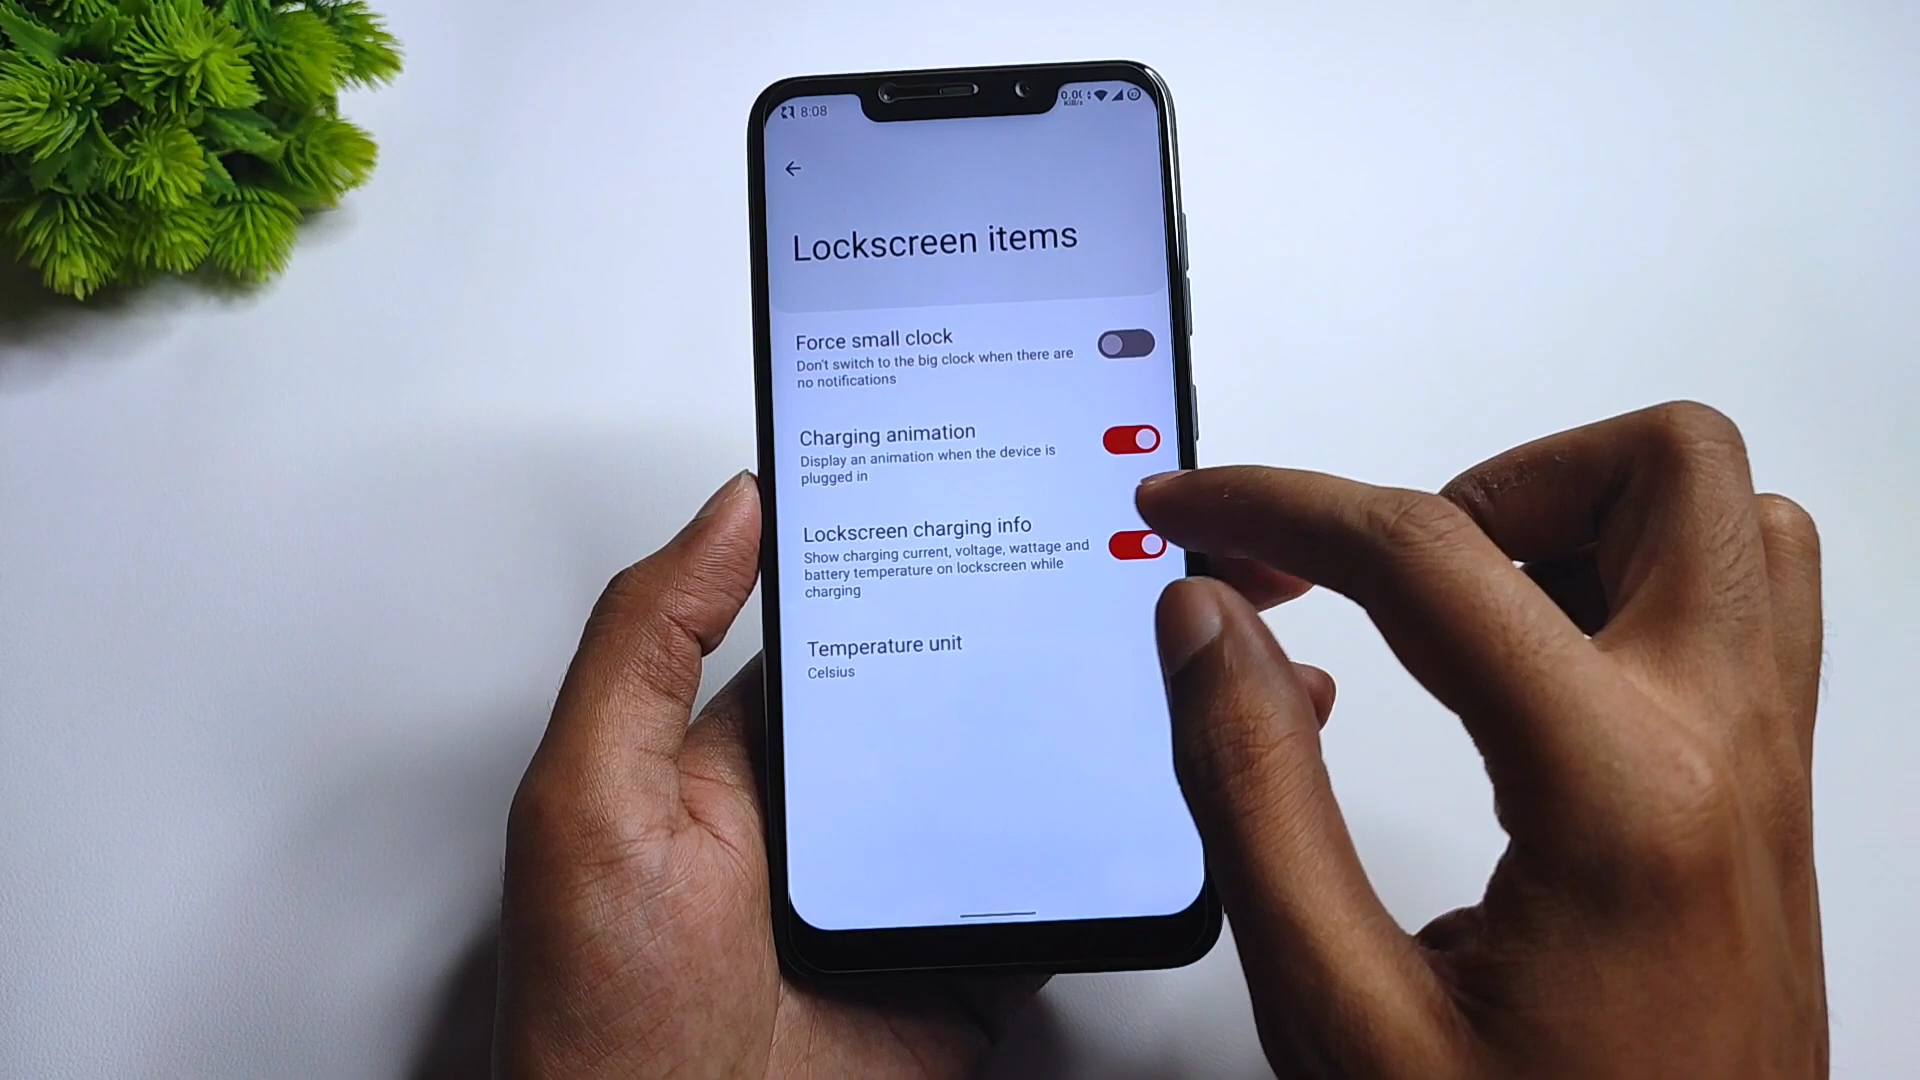 8:08
KiB/s
Lockscreen items
Force small clock
Don't switch to the big clock when there are
no notifications
Charging animation
Display an animation when the device is
plugged in
Lockscreen charging info
Show charging current, voltage, wattage and
battery temperature on lockscreen while
charging
Temperature unit
Celsius